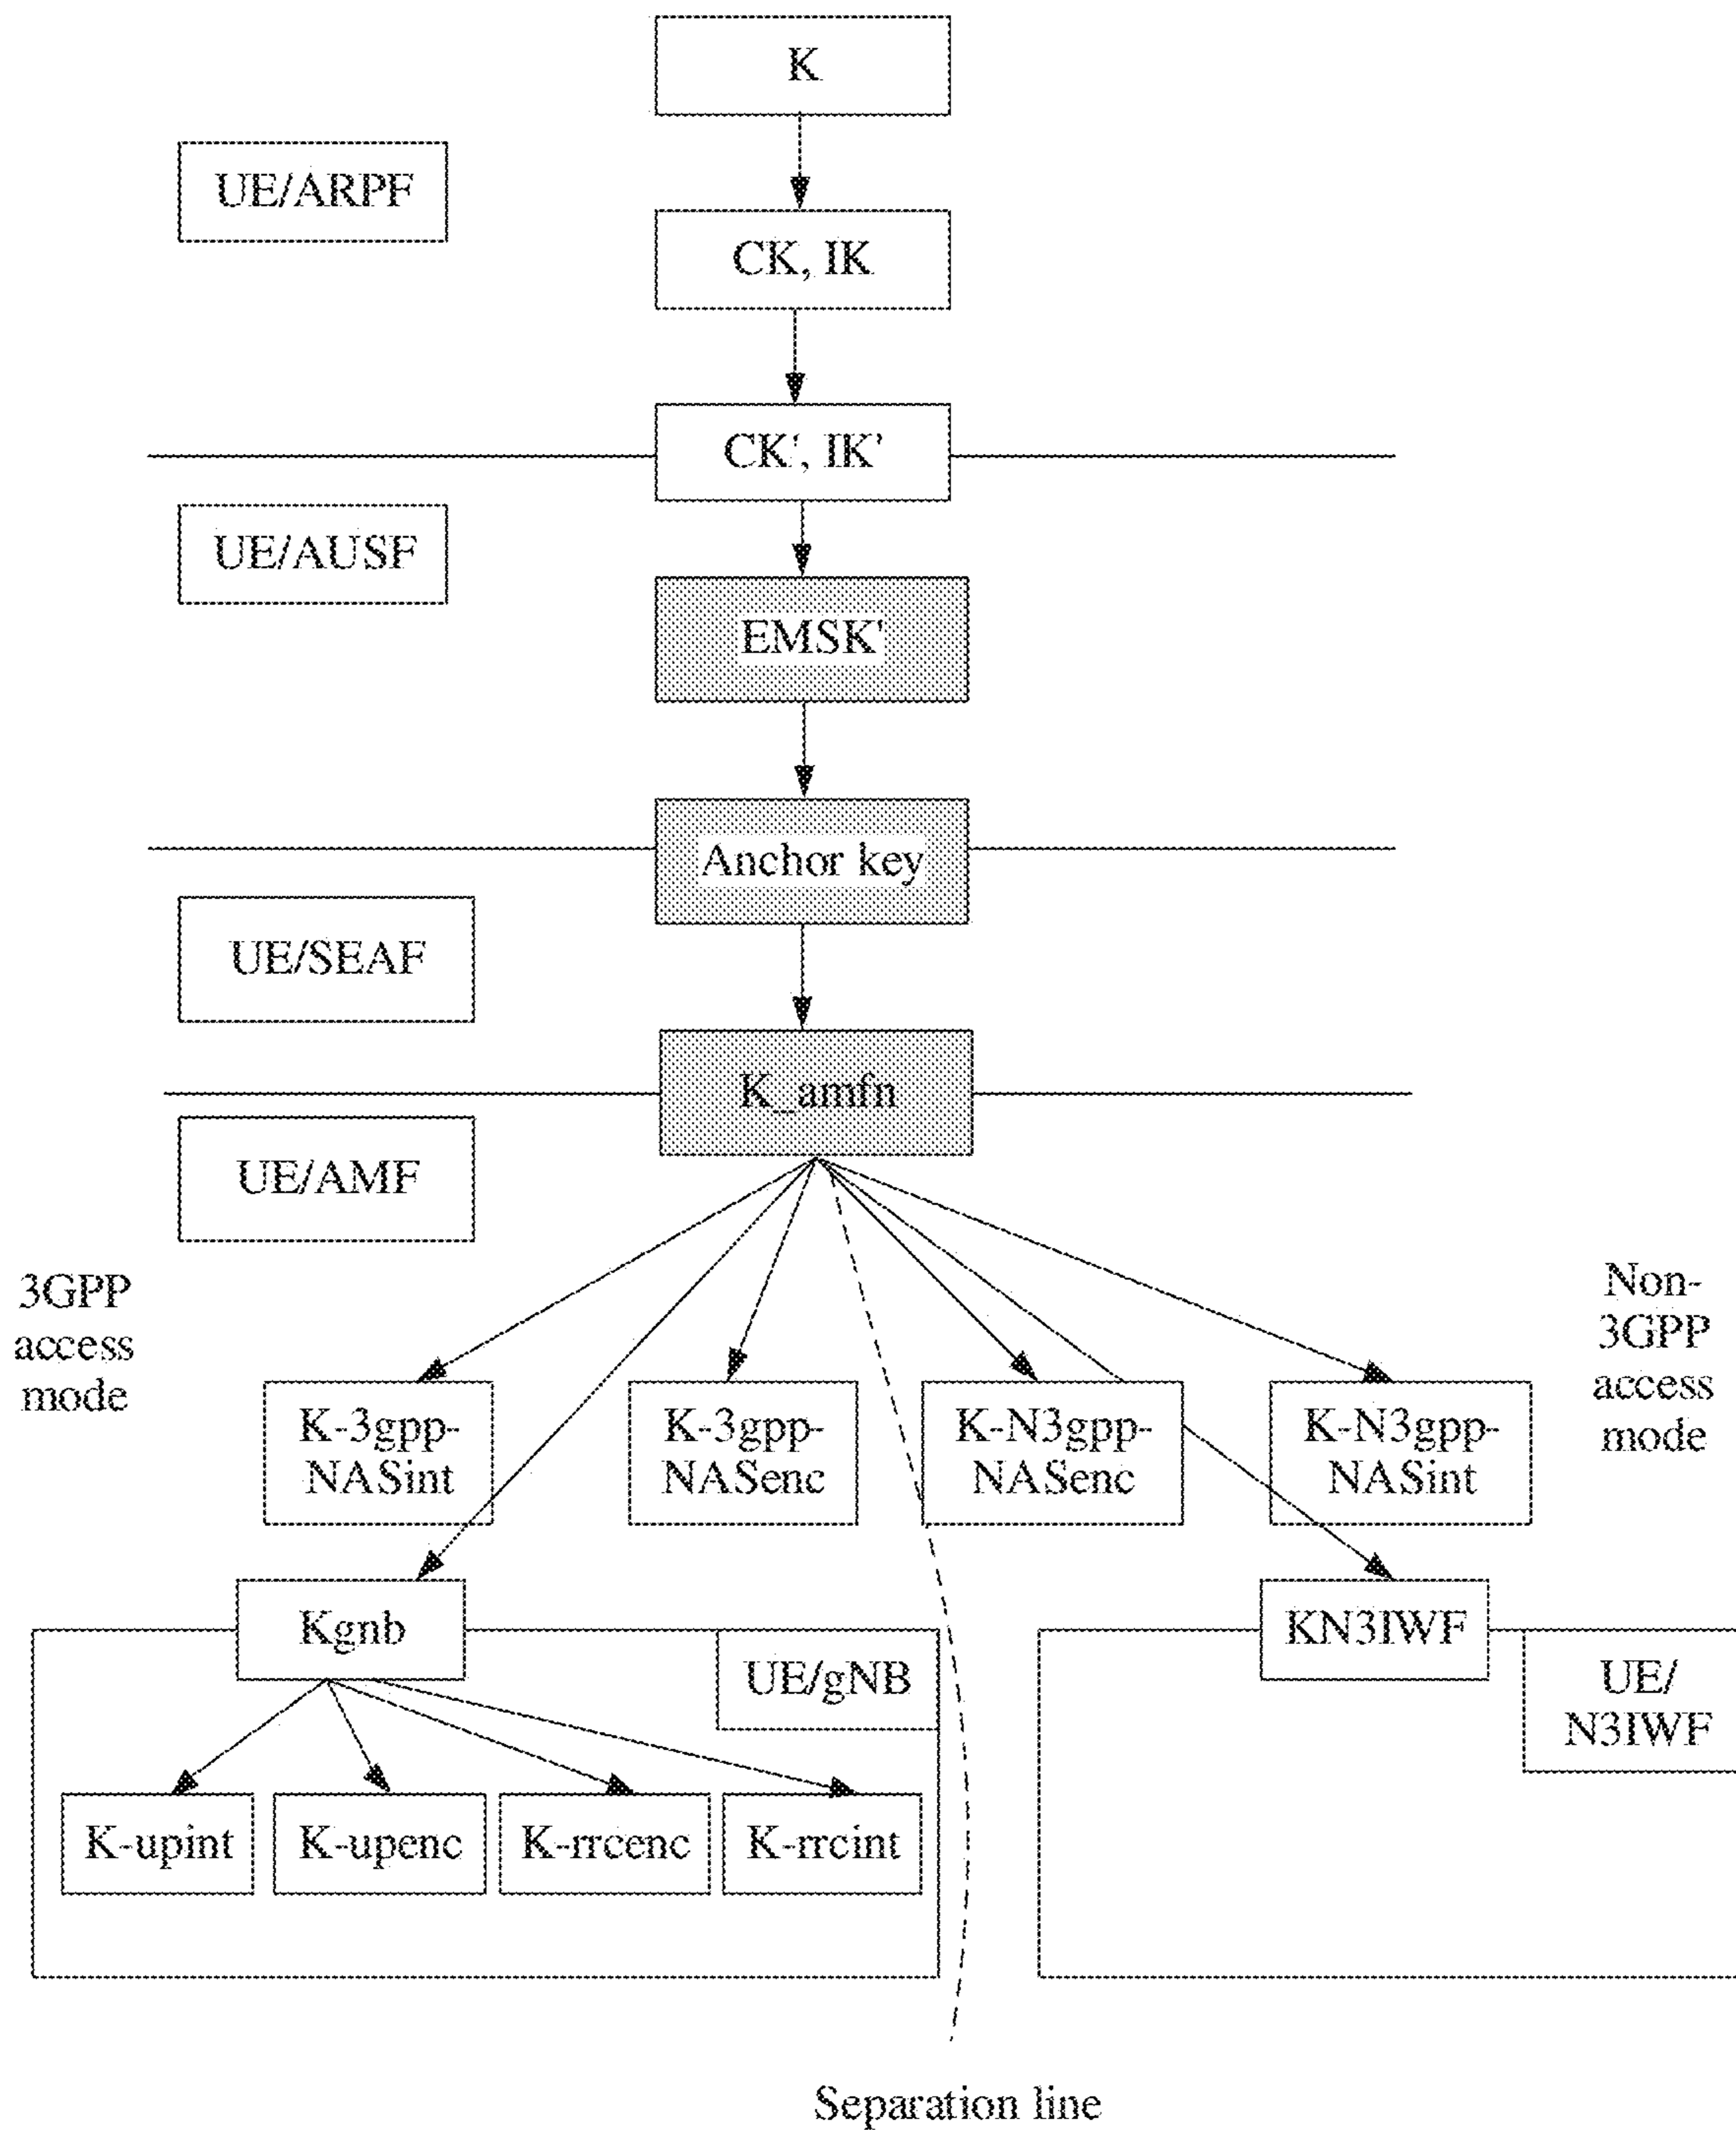 K
UE/ARPF
CK, IK
CK', IK'
UE/AUSF
EMSK'
Anchor key
UE/SEAF
K_amfn
UE/AMF
3GPP
access
mode
Non-
3GPP
access
mode
K-3gpp-
NASint
K-3gpp-
NASenc
K-N3gpp-
NASenc
K-N3gpp-
NASint
Kgnb
UE/gNB
KN3IWF
UE/
N3IWF
K-upint
K-upenc
K-rrcenc
K-rrcint
Separation line